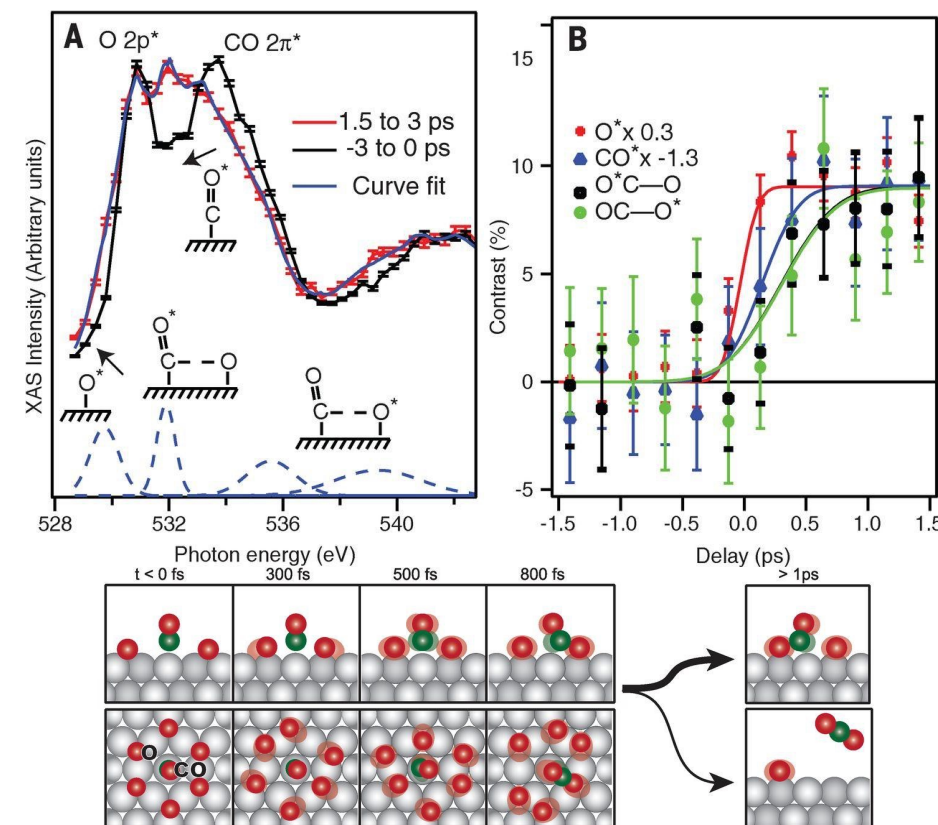 A
O 2p*
CO 2π*
1.5 to 3 ps
-3 to 0 ps
Curve fit
O*
C
O*
O*
C
O
O
C
O*
XAS Intensity (Arbitrary units)
528
532
536
540
Photon energy (eV)
B
O*x 0.3
CO*x -1.3
O*C—O
OC—O*
Contrast (%)
15
10
5
0
-5
-1.5
-1.0
-0.5
0.0
0.5
1.0
1.5
Delay (ps)
t < 0 fs
300 fs
500 fs
800 fs
> 1ps
O
CO